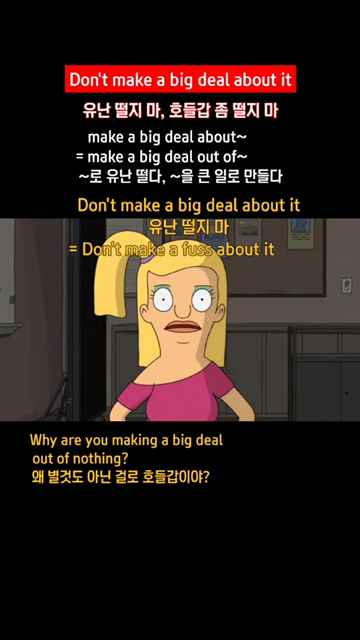 Don't make a big deal about it
유난 떨지 마, 호들갑 좀 떨지 마
make a big deal about~
= make a big deal out of~
~로 유난 떨다, ~을 큰 일로 만들다
Don't make a big deal about it
유난 떨지 마
= Don't make a fuss about it
Why are you making a big deal
out of nothing?
왜 별것도 아닌 걸로 호들갑이야?